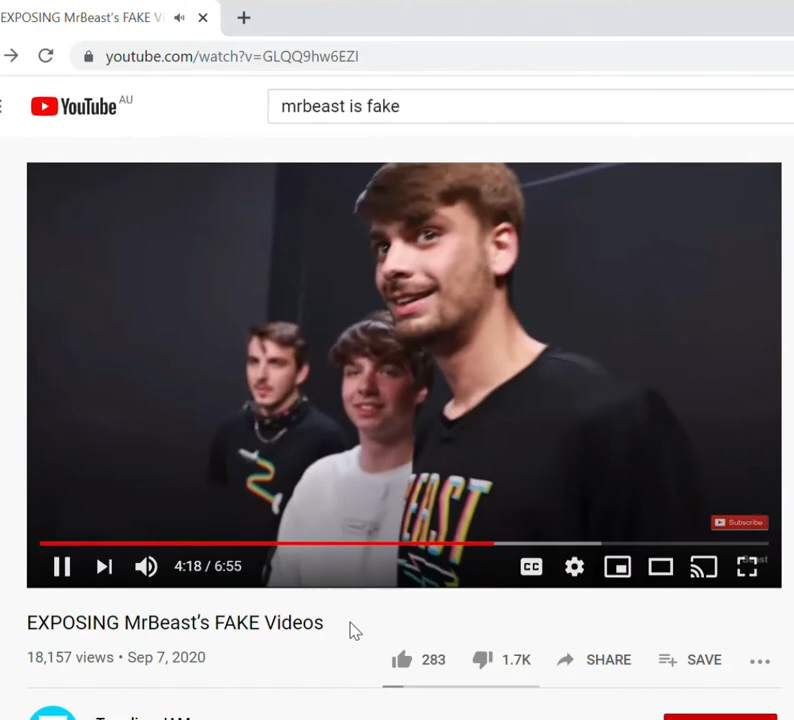 EXPOSING MrBeast's FAKE Vi
youtube.com/watch?v=GLQQ9hw6EZI
YouTube AU
mrbeast is fake
EAST
Subscribe
4:18 / 6:55
CC
EXPOSING MrBeast's FAKE Videos
18,157 views • Sep 7, 2020
283
1.7K
SHARE
SAVE